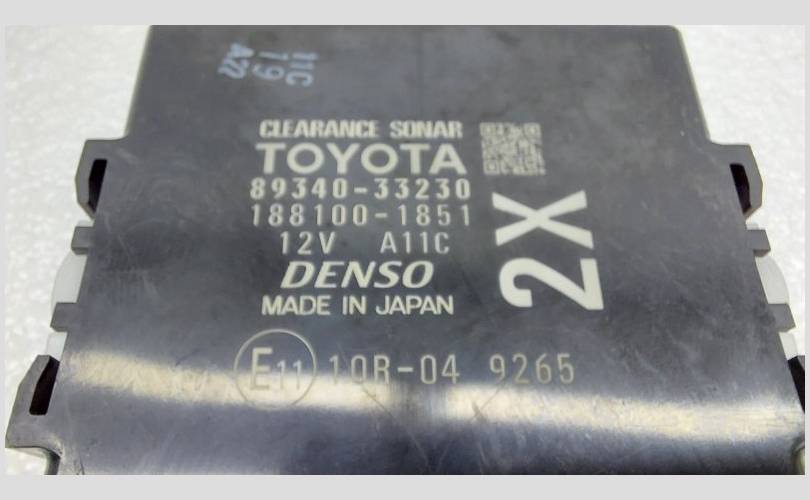 11C
19
A22
CLEARANCE SONAR
TOYOTA
89340-33230
188100-1851
12V A11C
DENSO
MADE IN JAPAN
2X
E11 10R-04 9265